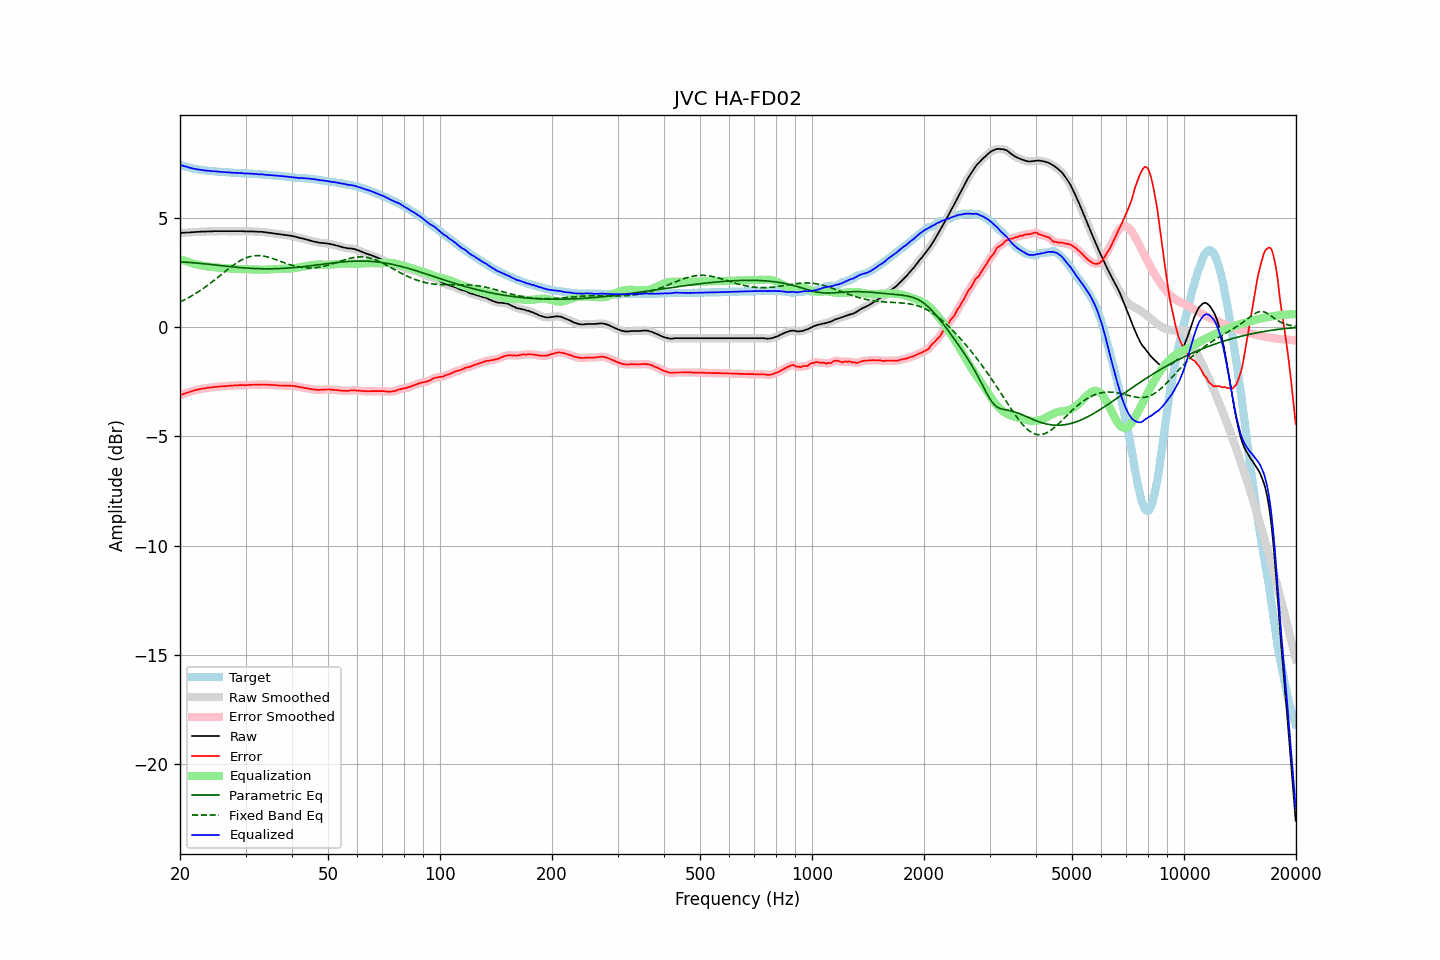 JVC HA-FD02
Amplitude (dBr)
5
0
−5
−10
−15
−20
Target
Raw Smoothed
Error Smoothed
Raw
Error
Equalization
Parametric Eq
Fixed Band Eq
Equalized
20 50 100 200 500 1000 2000 5000 10000 20000
Frequency (Hz)